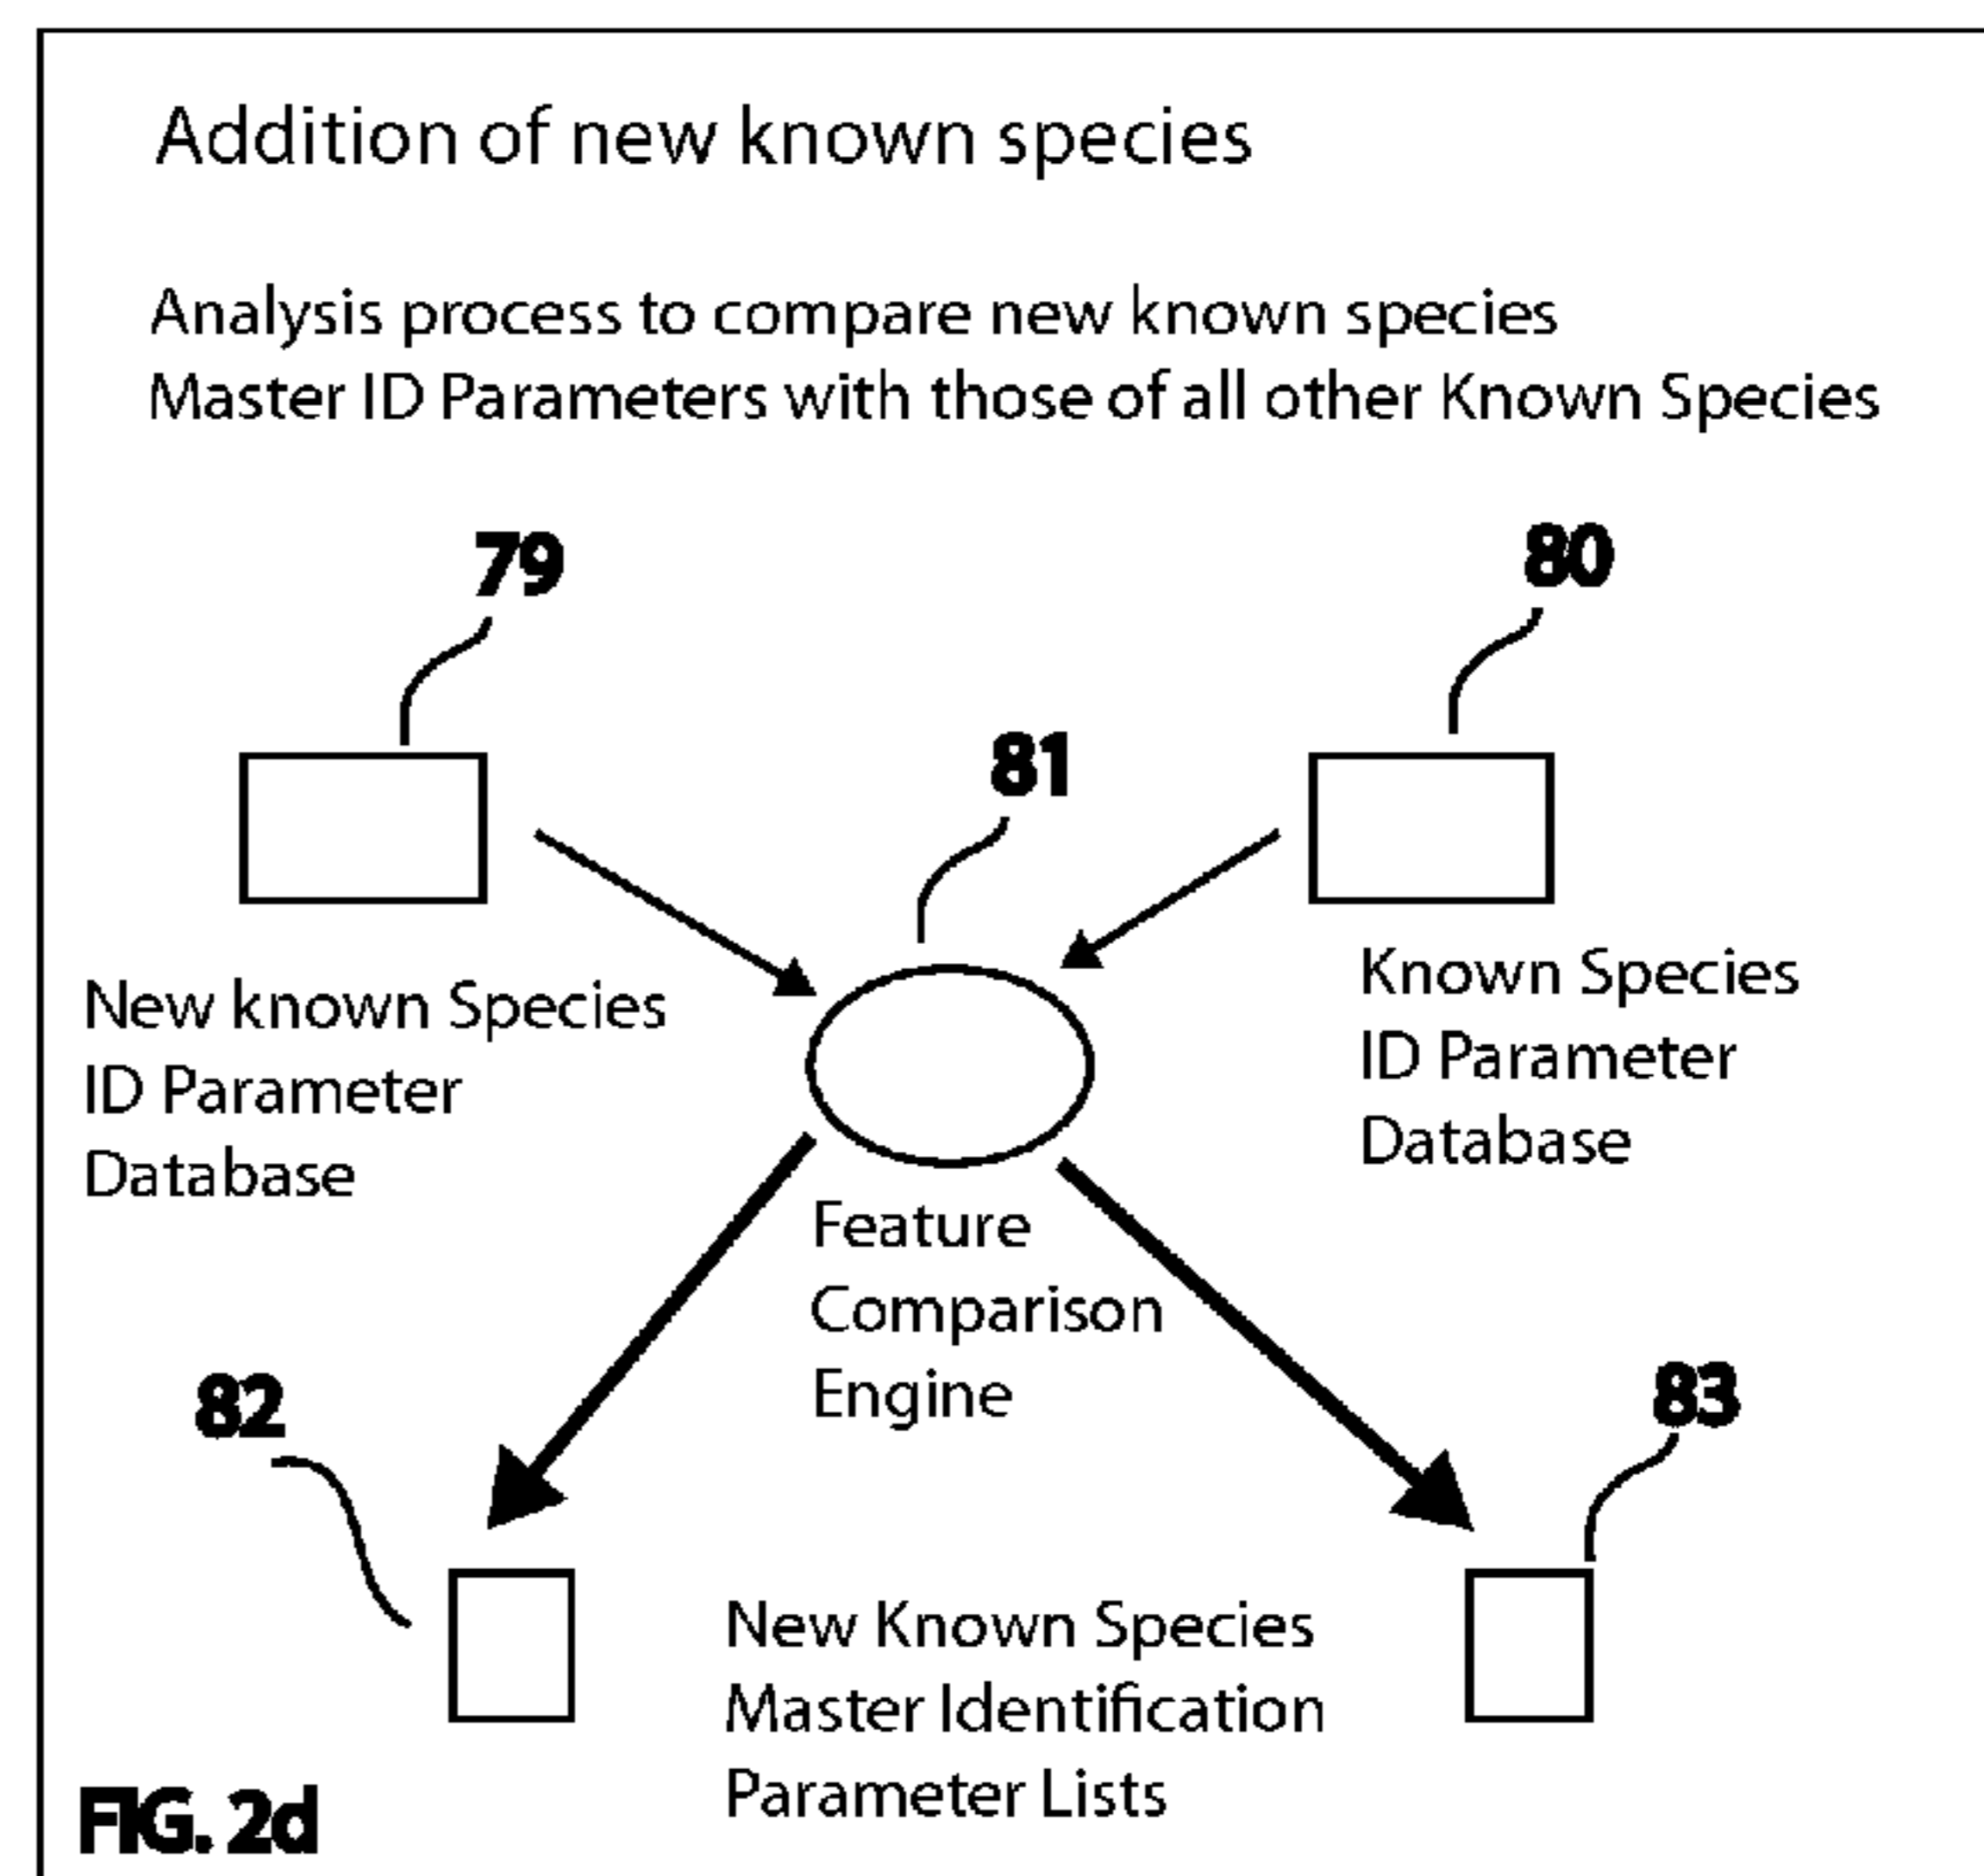 Addition of new known species
Analysis process to compare new known species
Master ID Parameters with those of all other Known Species
79
80
81
New known Species
ID Parameter
Database
Known Species
ID Parameter
Database
Feature
Comparison
Engine
82
83
New Known Species
Master Identification
Parameter Lists
FIG. 2d